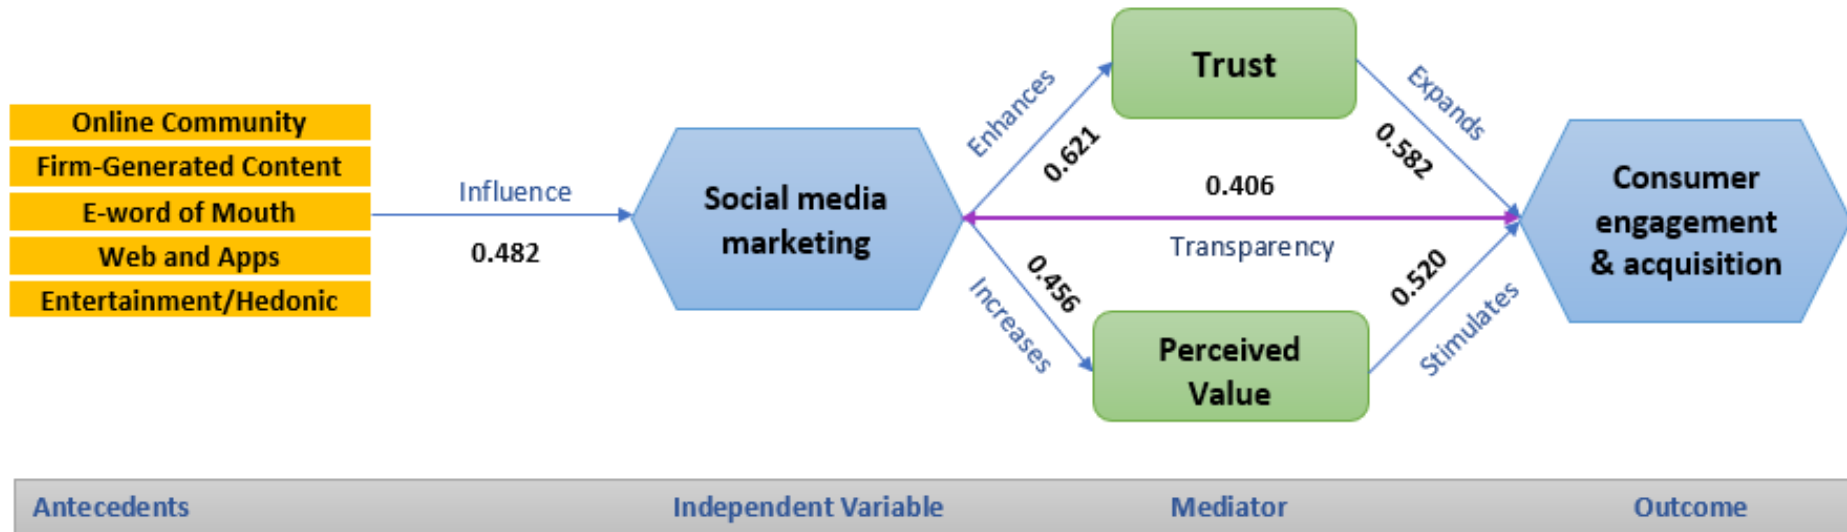 Online Community
Firm-Generated Content
E-word of Mouth
Web and Apps
Entertainment/Hedonic
Influence
0.482
Social media
marketing
Enhances
0.621
Trust
Expands
0.582
0.406
Transparency
0.456
Increases
Perceived
Value
0.520
Stimulates
Consumer
engagement
& acquisition
Antecedents Independent Variable Mediator Outcome